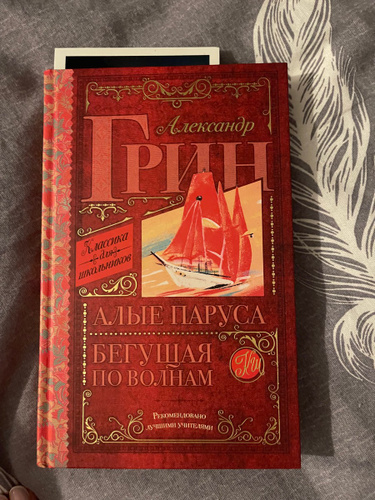 Александр
ГРИН
Классика
для
школьников
АЛЫЕ ПАРУСА
БЕГУЩАЯ
ПО ВОЛНАМ
Рекомендовано
лучшими учителями